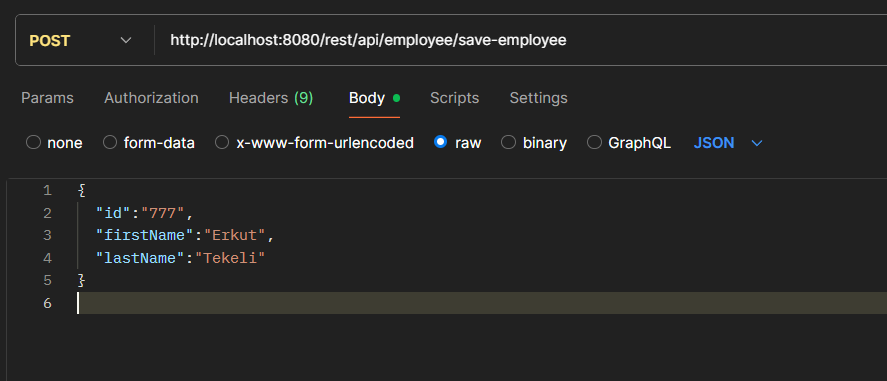 POST http://localhost:8080/rest/api/employee/save-employee
Params Authorization Headers (9) Body Scripts Settings
none form-data x-www-form-urlencoded raw binary GraphQL JSON
1 {
2 "id":"777",
3 "firstName":"Erkut",
4 "lastName":"Tekeli"
5 }
6